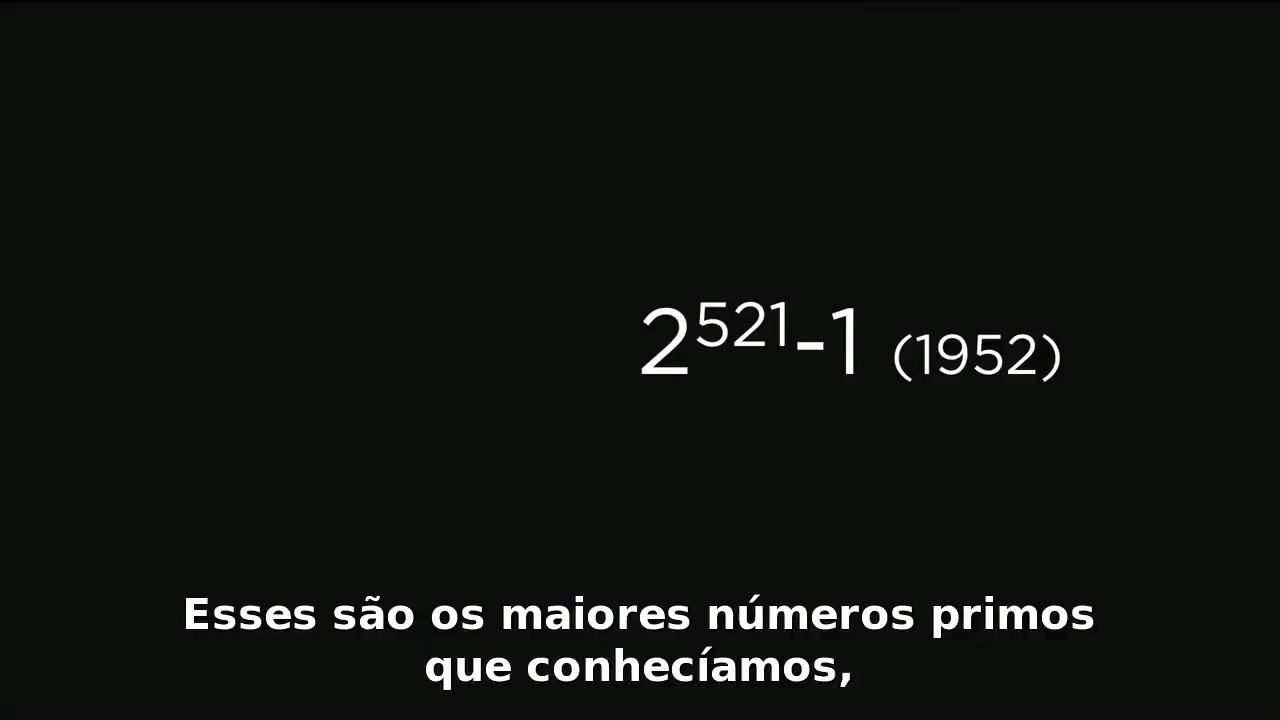 2⁵²¹-1 (1952)
Esses são os maiores números primos
que conhecíamos,